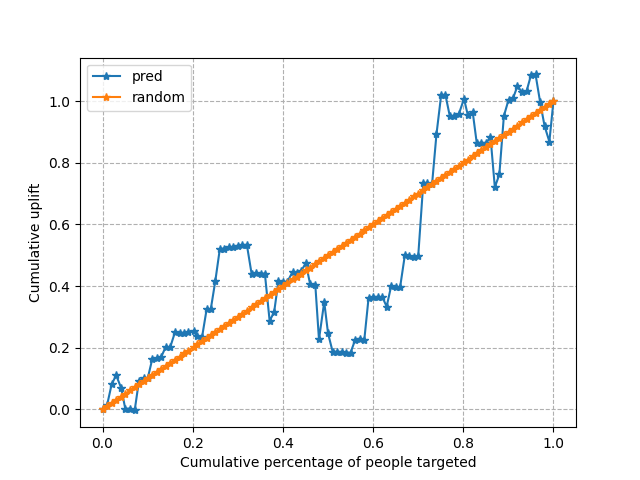 pred
random
1.0
0.8
0.6
0.4
0.2
0.0
Cumulative uplift
0.0 0.2 0.4 0.6 0.8 1.0
Cumulative percentage of people targeted